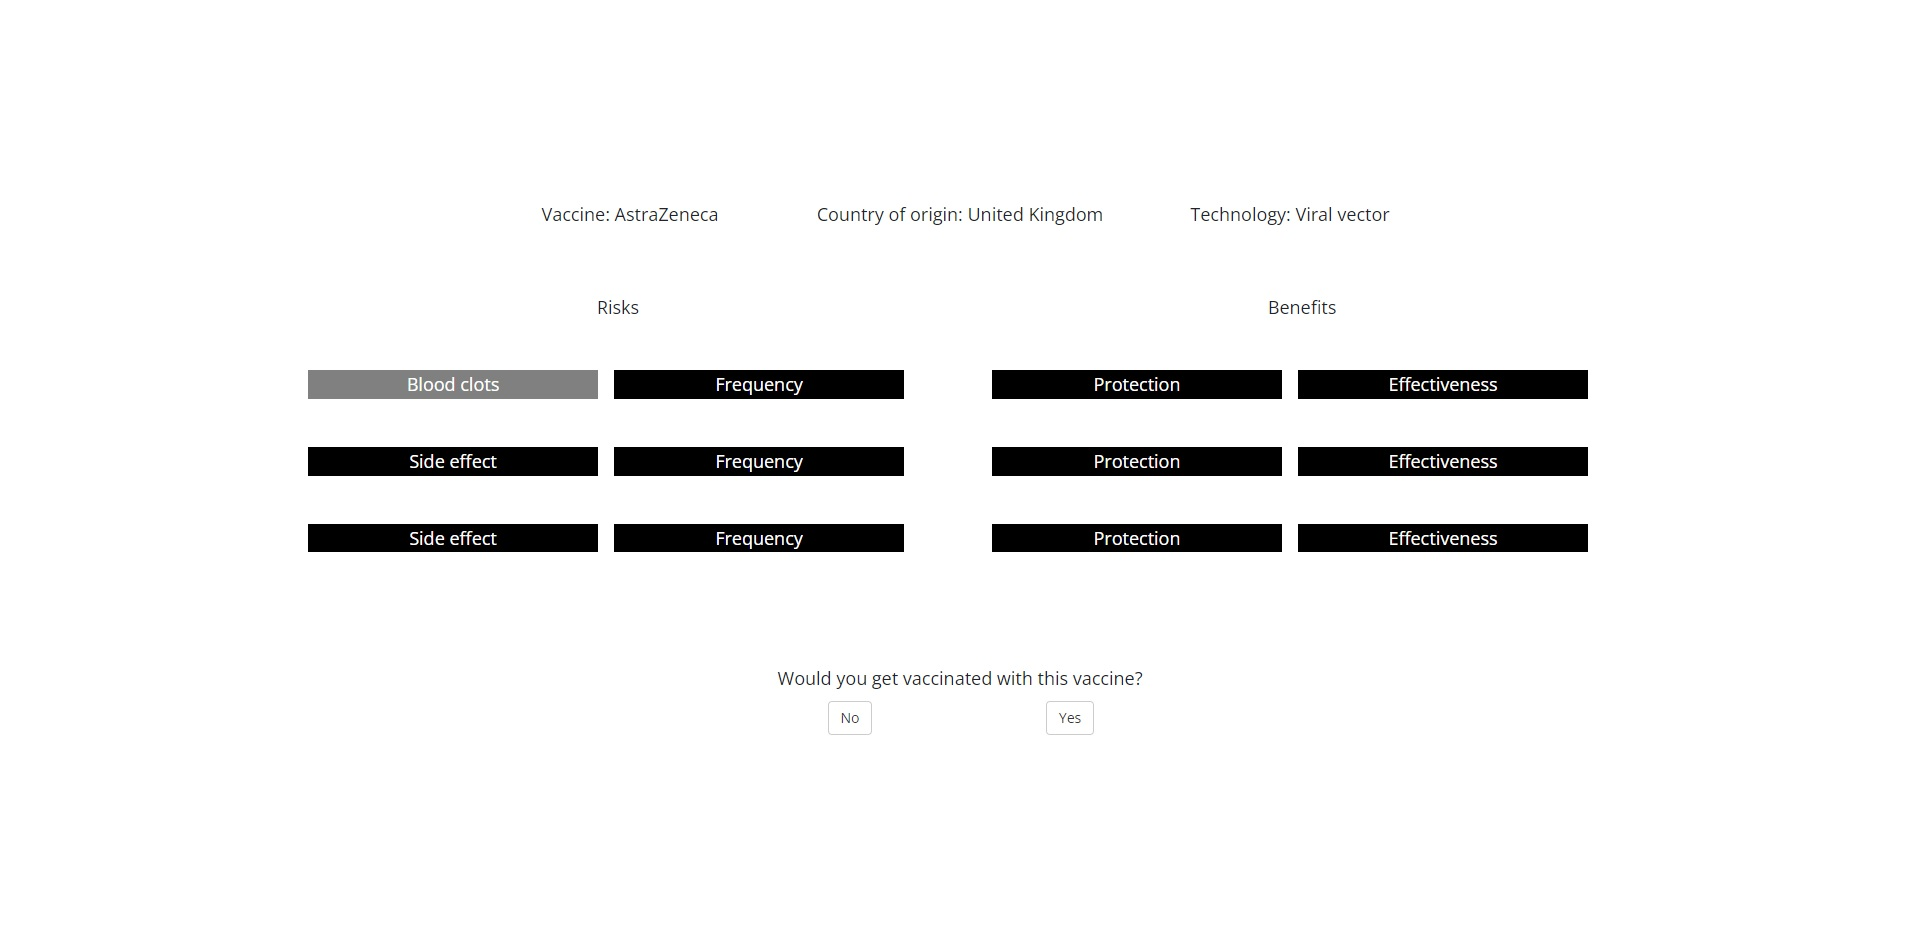 Vaccine: AstraZeneca Country of origin: United Kingdom Technology: Viral vector
Risks Benefits
Blood clots Frequency Protection Effectiveness
Side effect Frequency Protection Effectiveness
Side effect Frequency Protection Effectiveness
Would you get vaccinated with this vaccine?
No Yes